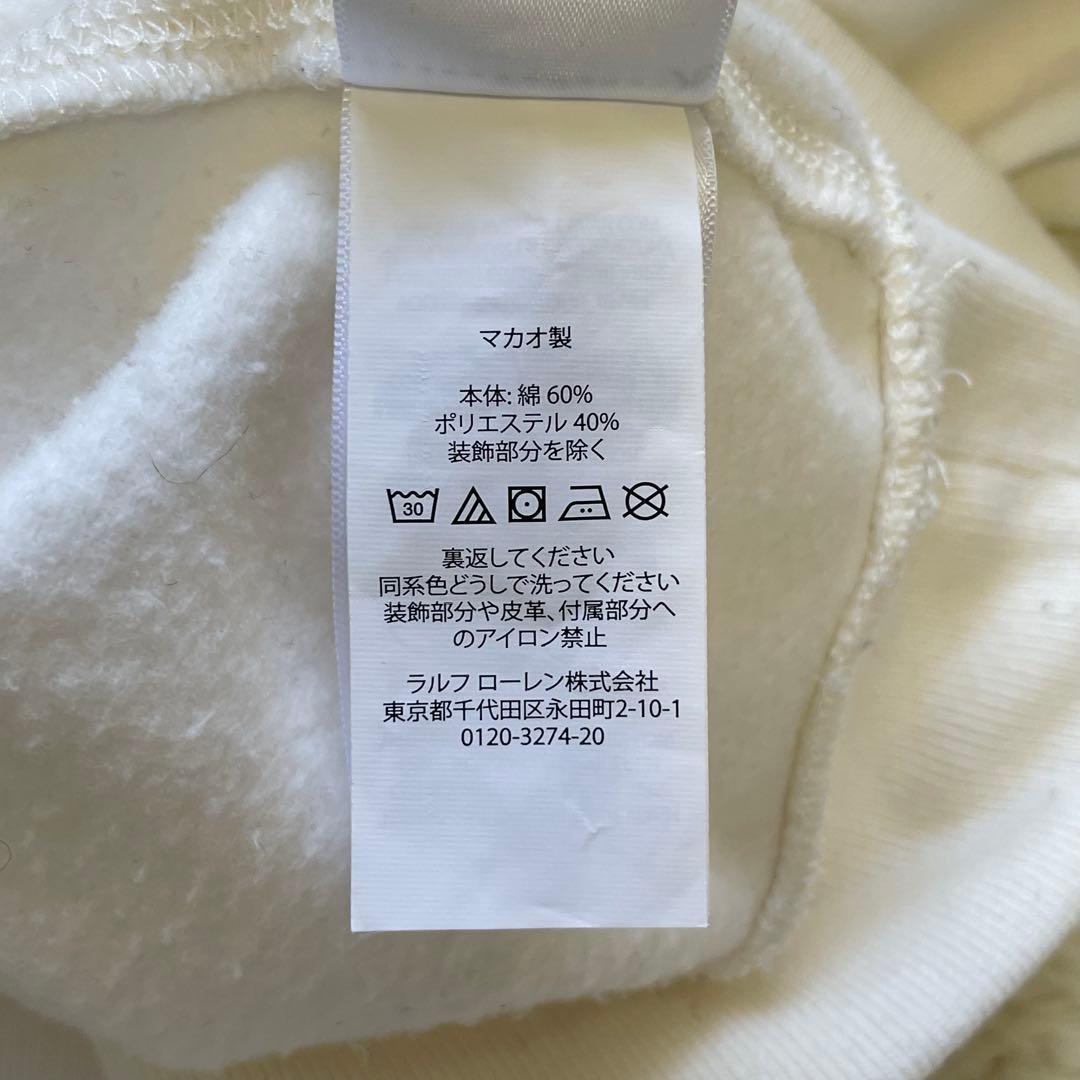 マカオ製
本体: 綿 60%
ポリエステル 40%
装飾部分を除く
30
裏返してください
同系色どうしで洗ってください
装飾部分や皮革、付属部分へ
のアイロン禁止
ラルフ ローレン株式会社
東京都千代田区永田町2-10-1
0120-3274-20